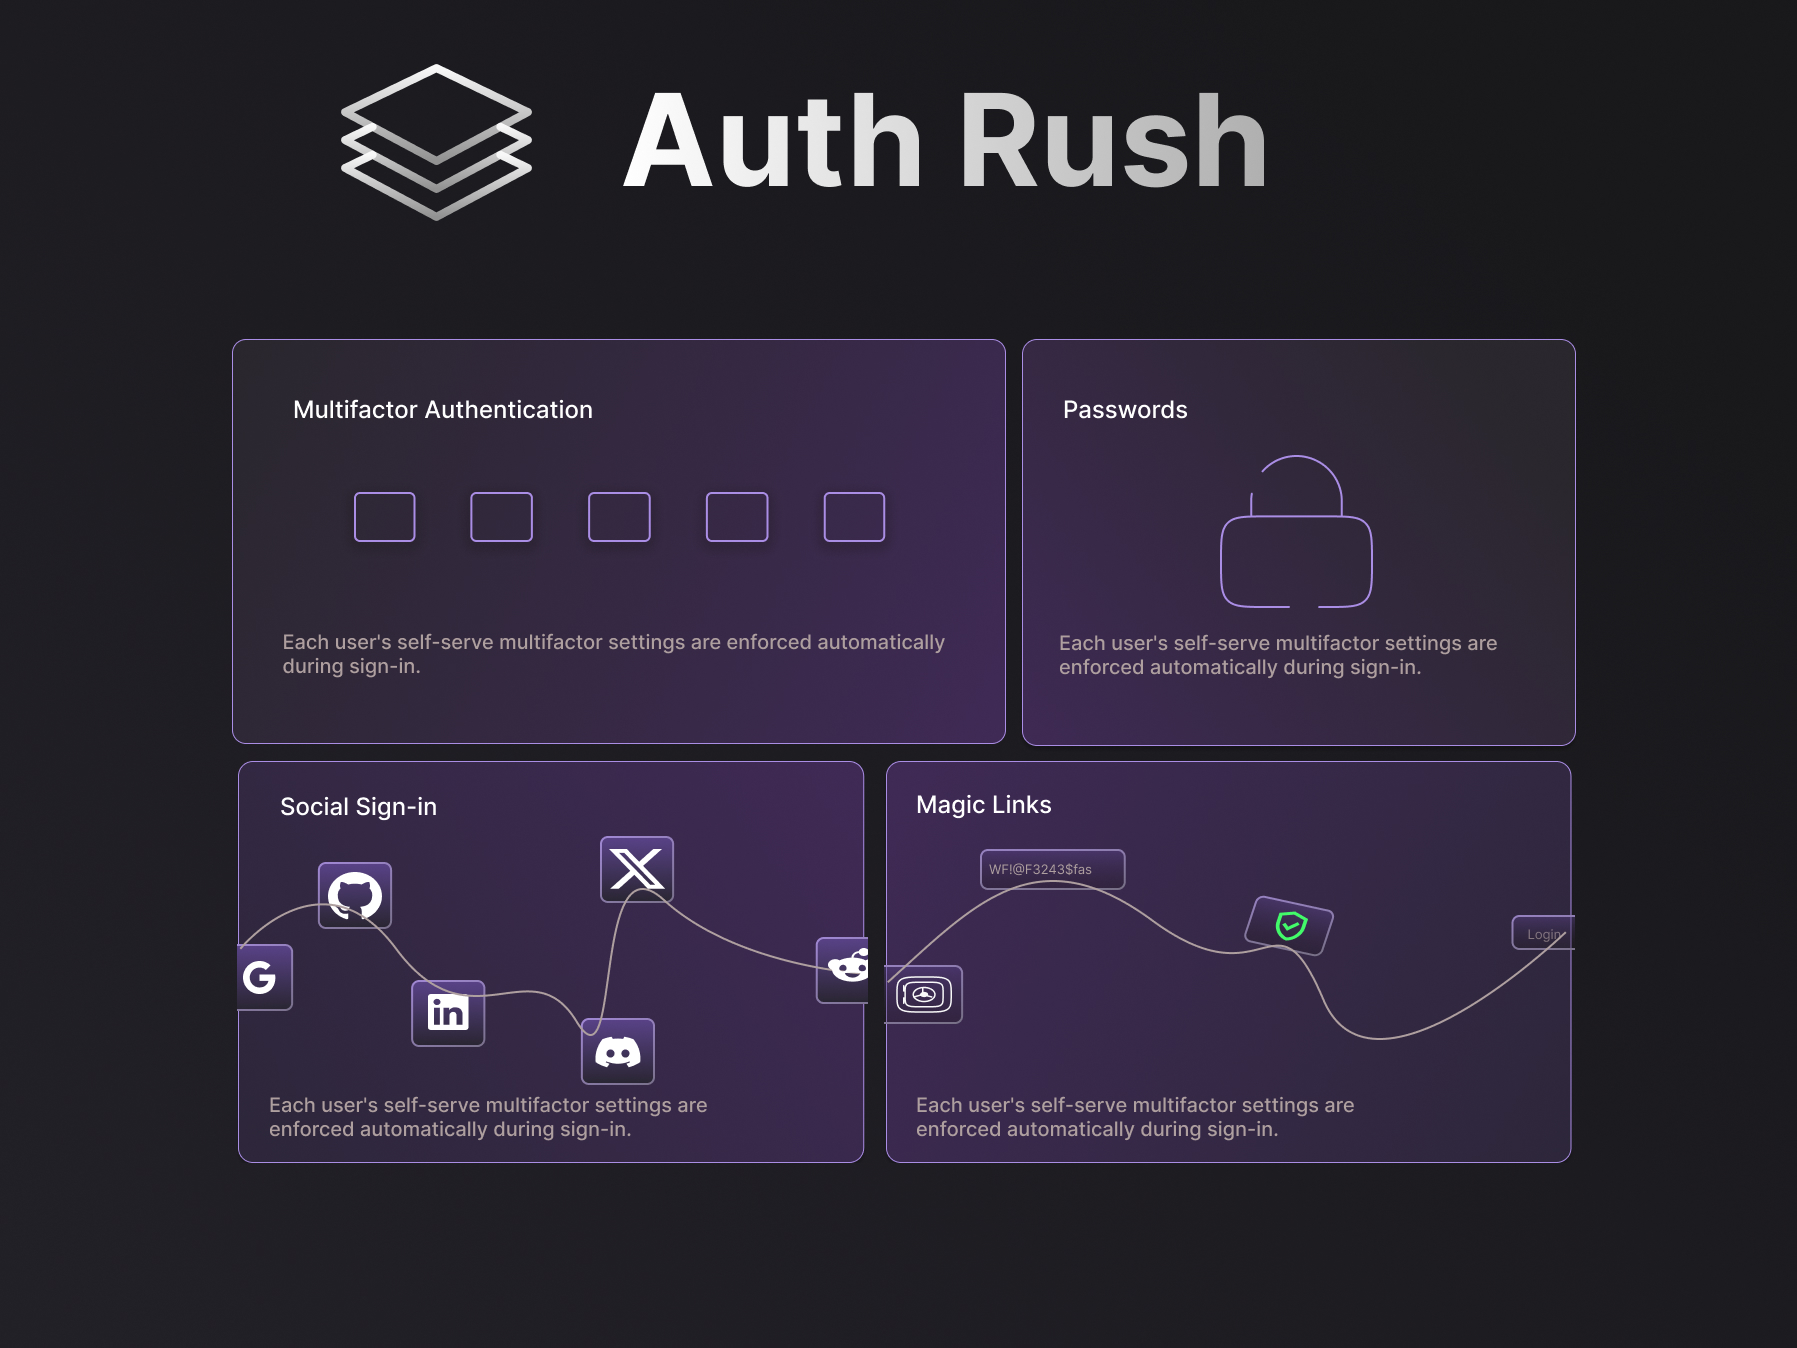 Auth Rush
Multifactor Authentication
Each user's self-serve multifactor settings are enforced automatically
during sign-in.
Passwords
Each user's self-serve multifactor settings are
enforced automatically during sign-in.
Social Sign-in
Each user's self-serve multifactor settings are
enforced automatically during sign-in.
Magic Links
WF!@F3243$fas
Login
Each user's self-serve multifactor settings are
enforced automatically during sign-in.